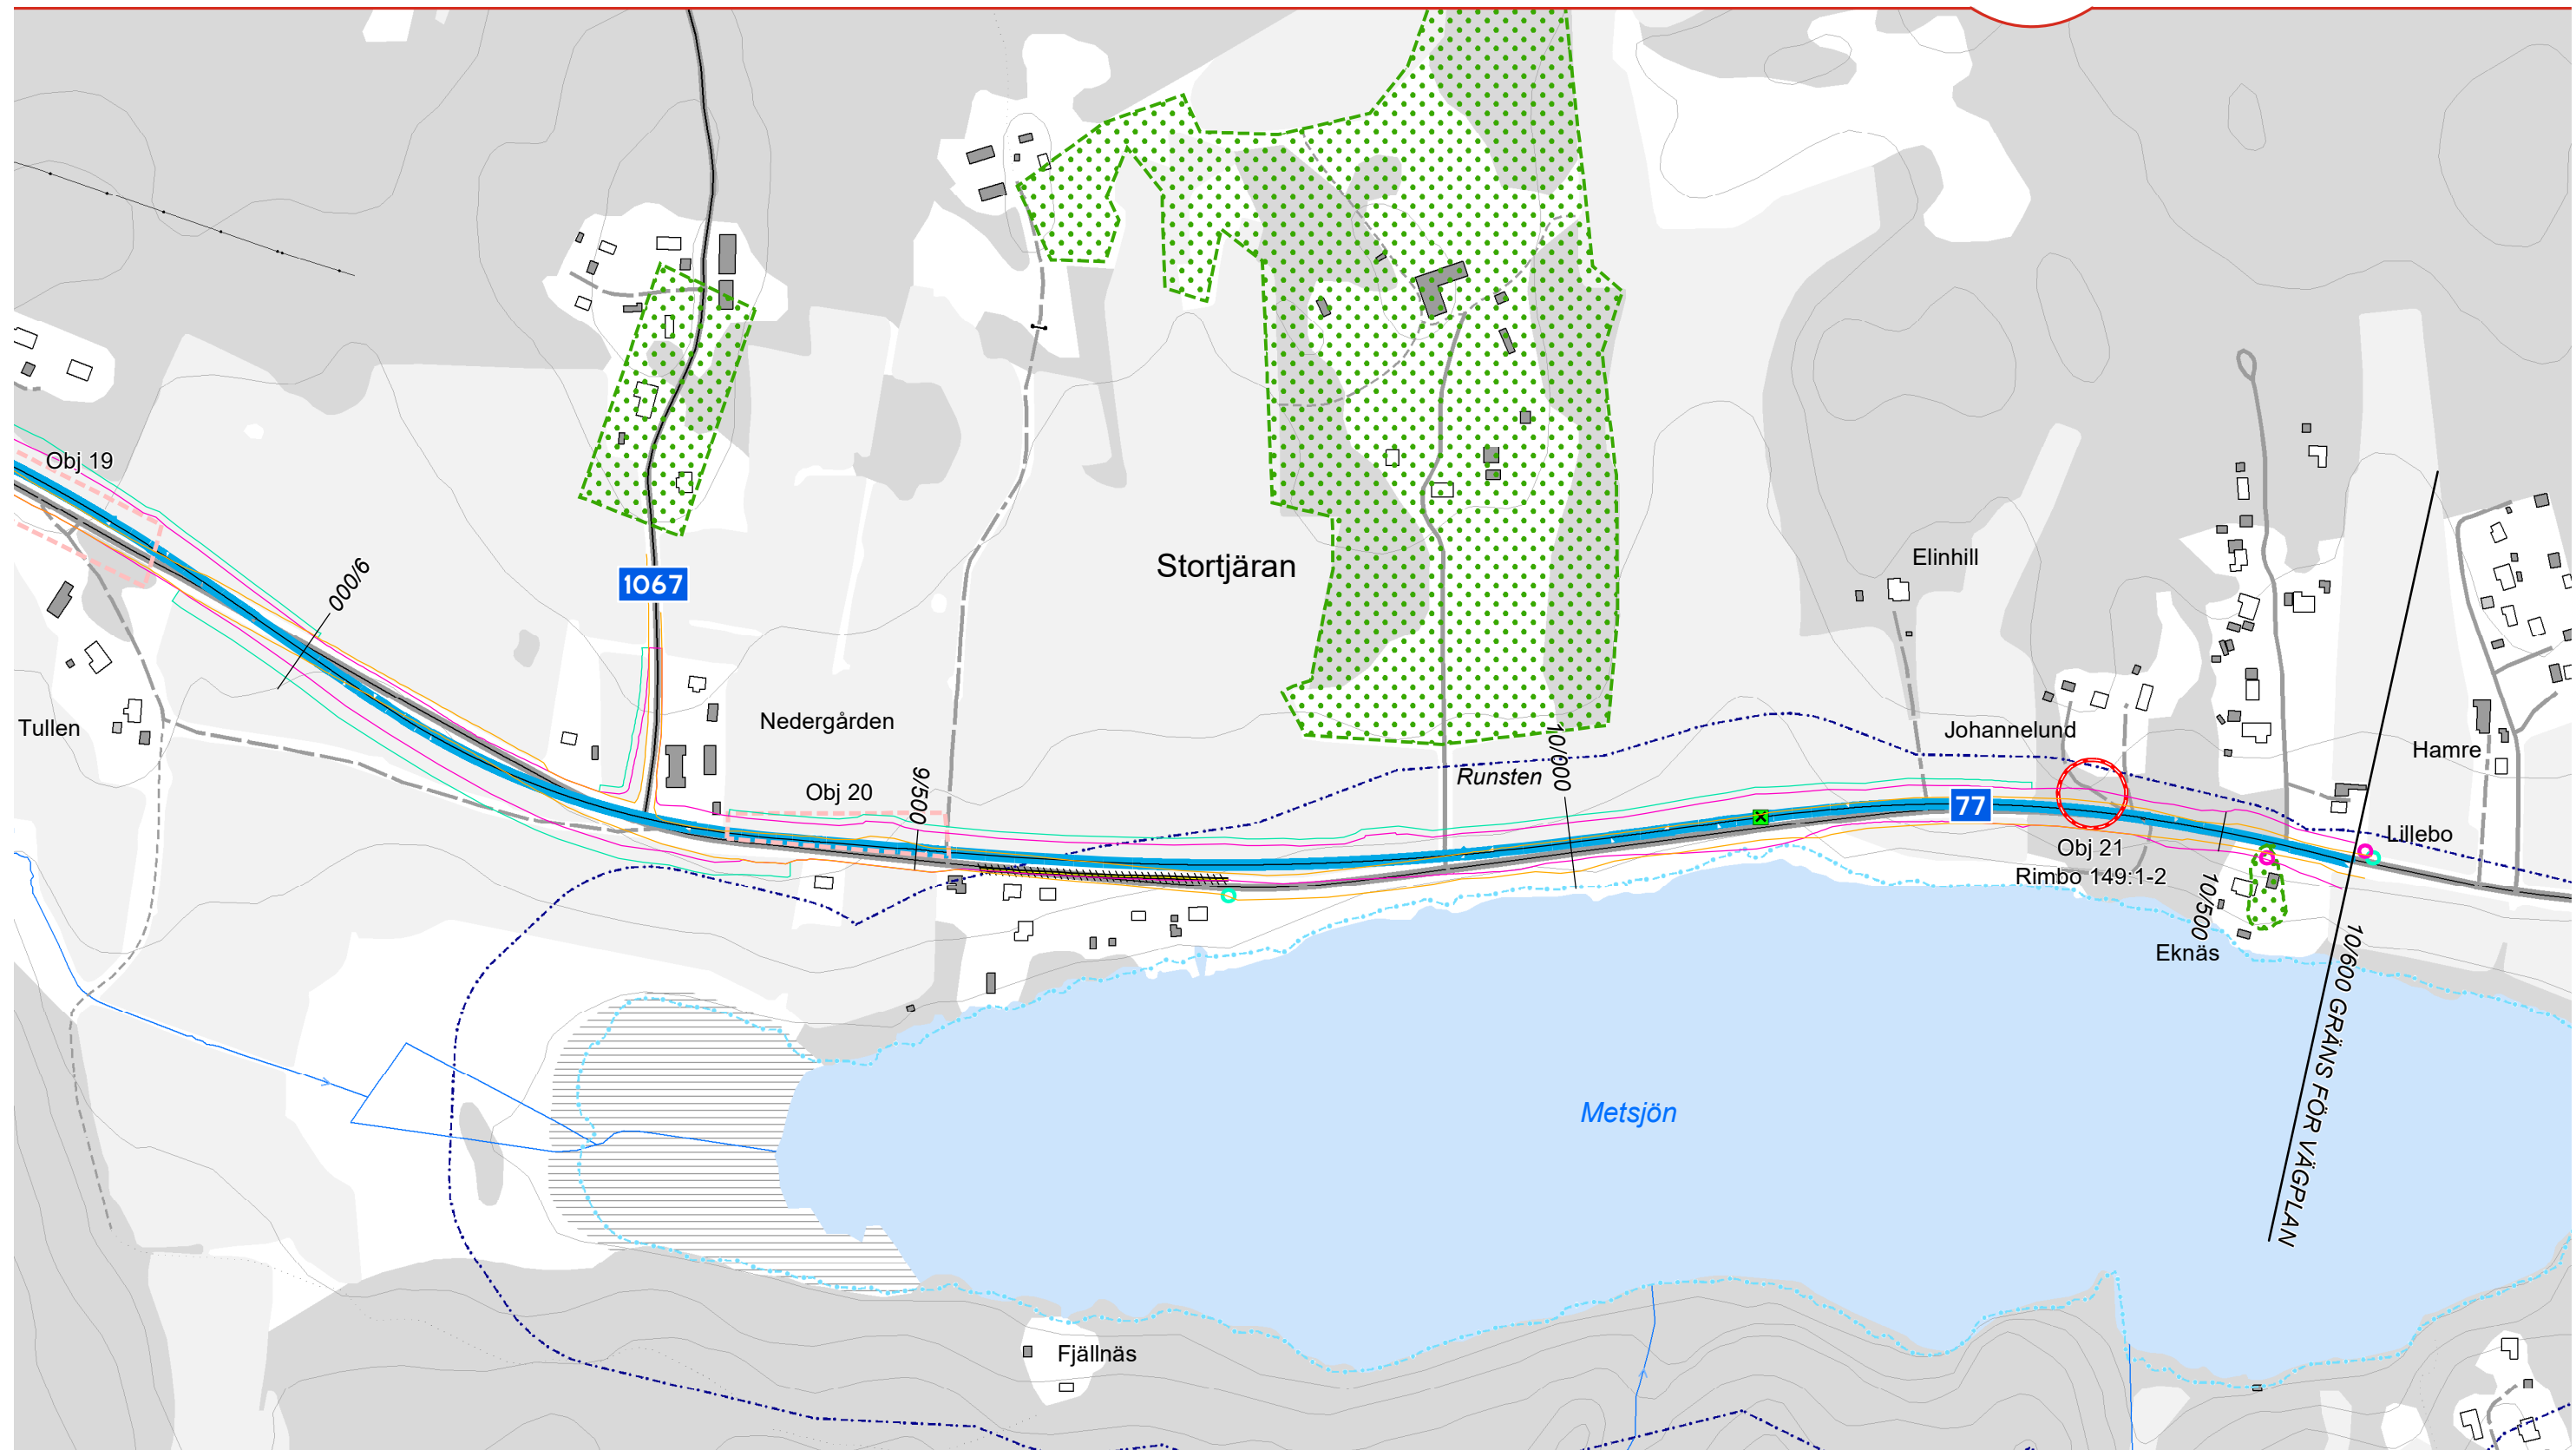 Obj 19
9/000
1067
Stortjäran
Elinhill
Tullen
Nedergården
Johannelund
Hamre
Runsten
10/000
Obj 20
9/500
77
Lillebo
Obj 21
Rimbo 149:1-2
10/500
Eknäs
10/600 GRÄNS FÖR VÄGPLAN
Metsjön
Fjällnäs